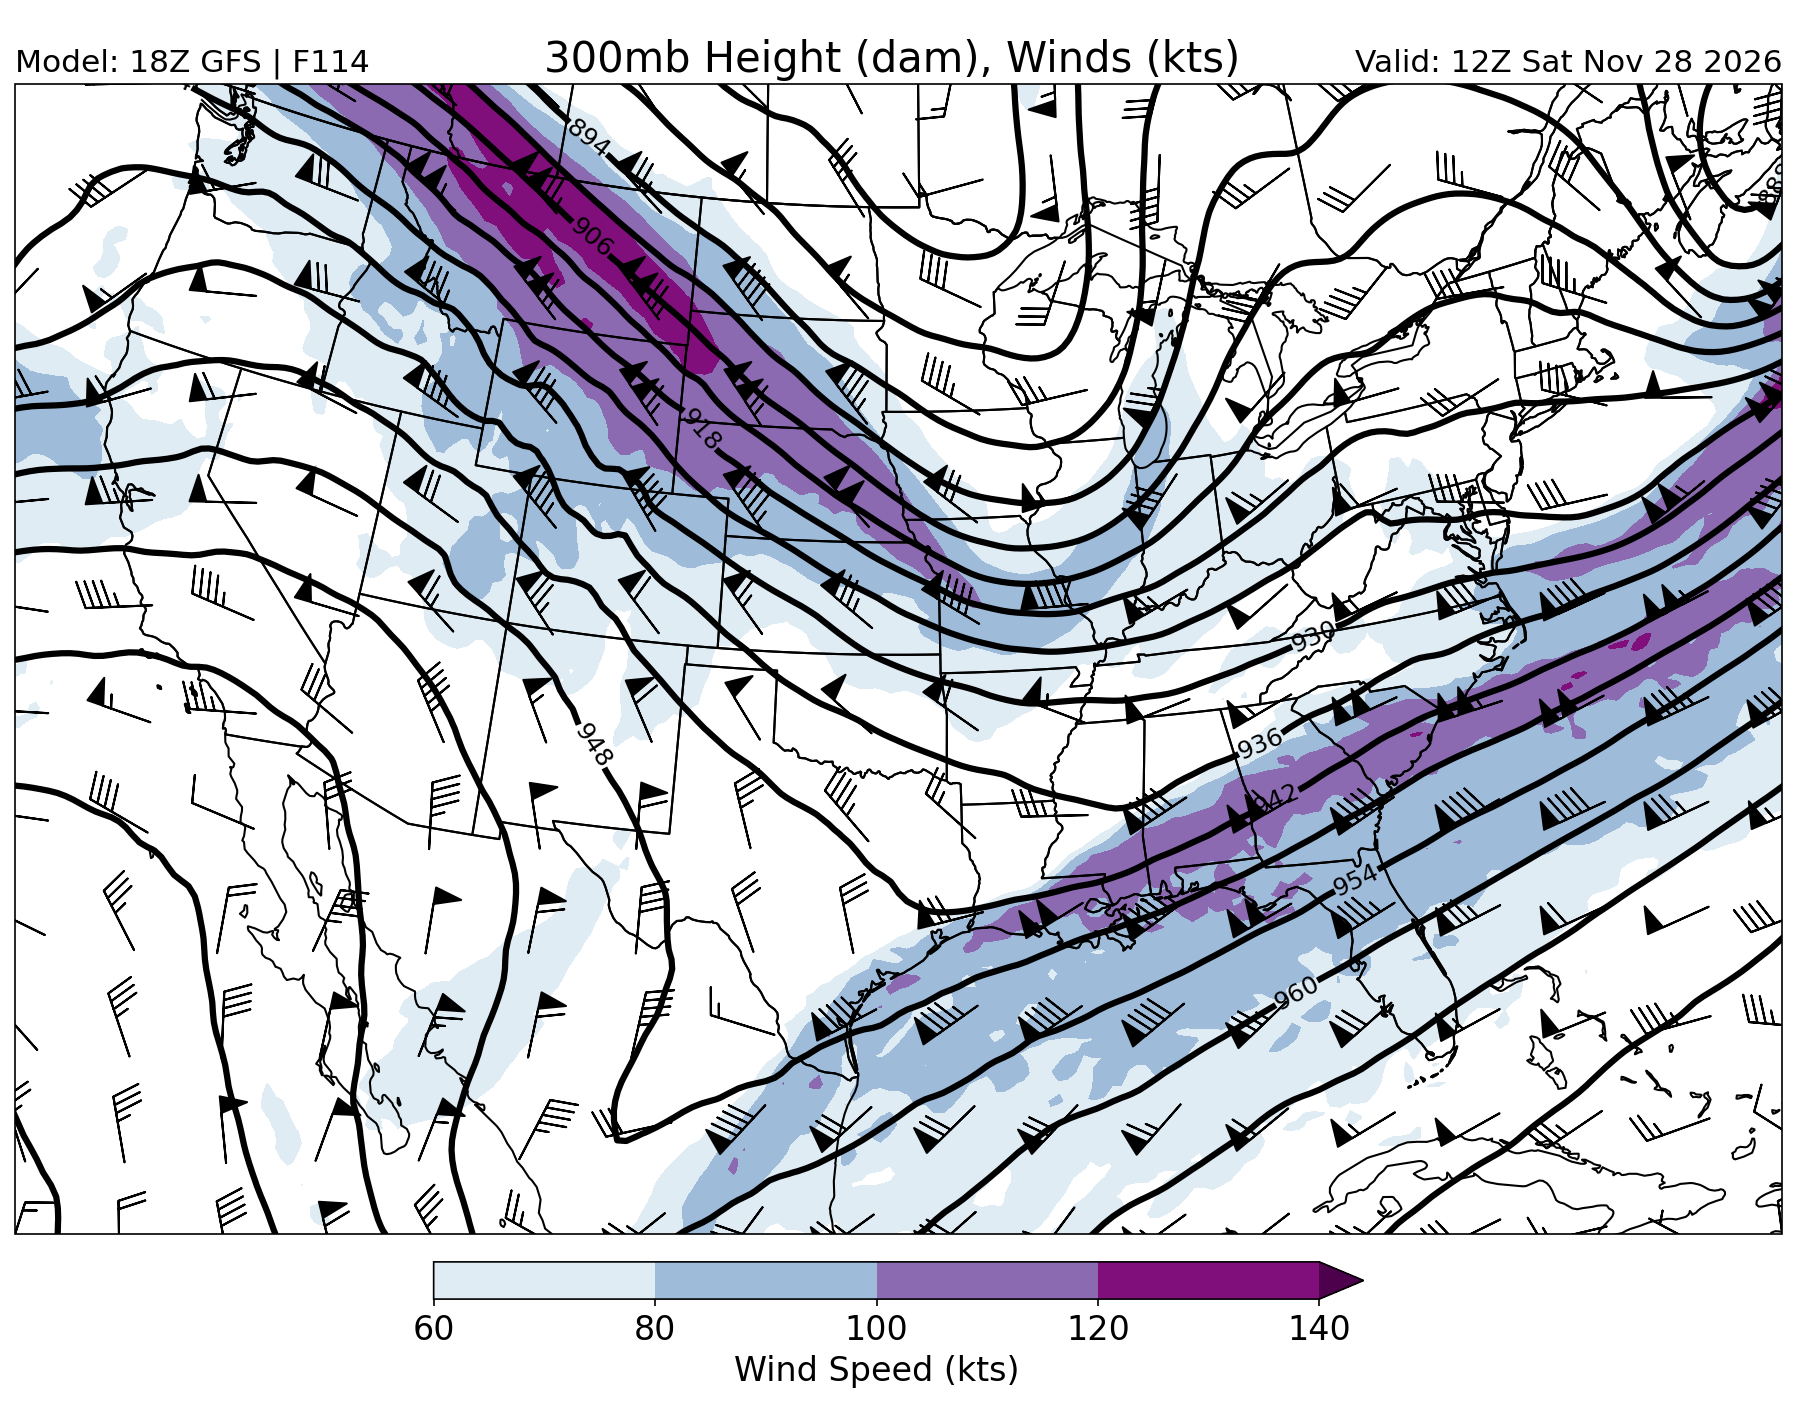 Model: 18Z GFS | F114
300mb Height (dam), Winds (kts)
Valid: 12Z Sat Nov 28 2026
894
906
918
930
936
942
948
954
960
60 80 100 120 140
Wind Speed (kts)